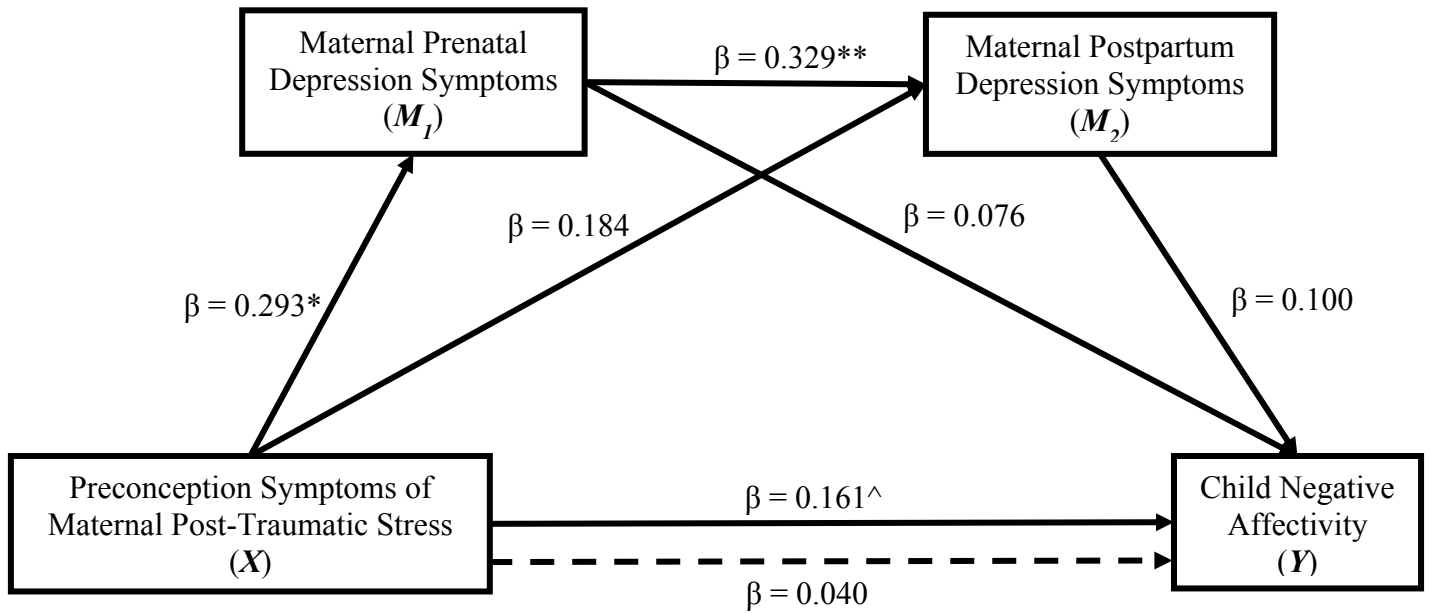 Maternal Prenatal
Depression Symptoms
(M1)
β = 0.329**
Maternal Postpartum
Depression Symptoms
(M2)
β = 0.184
β = 0.076
β = 0.293*
β = 0.100
Preconception Symptoms of
Maternal Post-Traumatic Stress
(X)
β = 0.161^
β = 0.040
Child Negative
Affectivity
(Y)